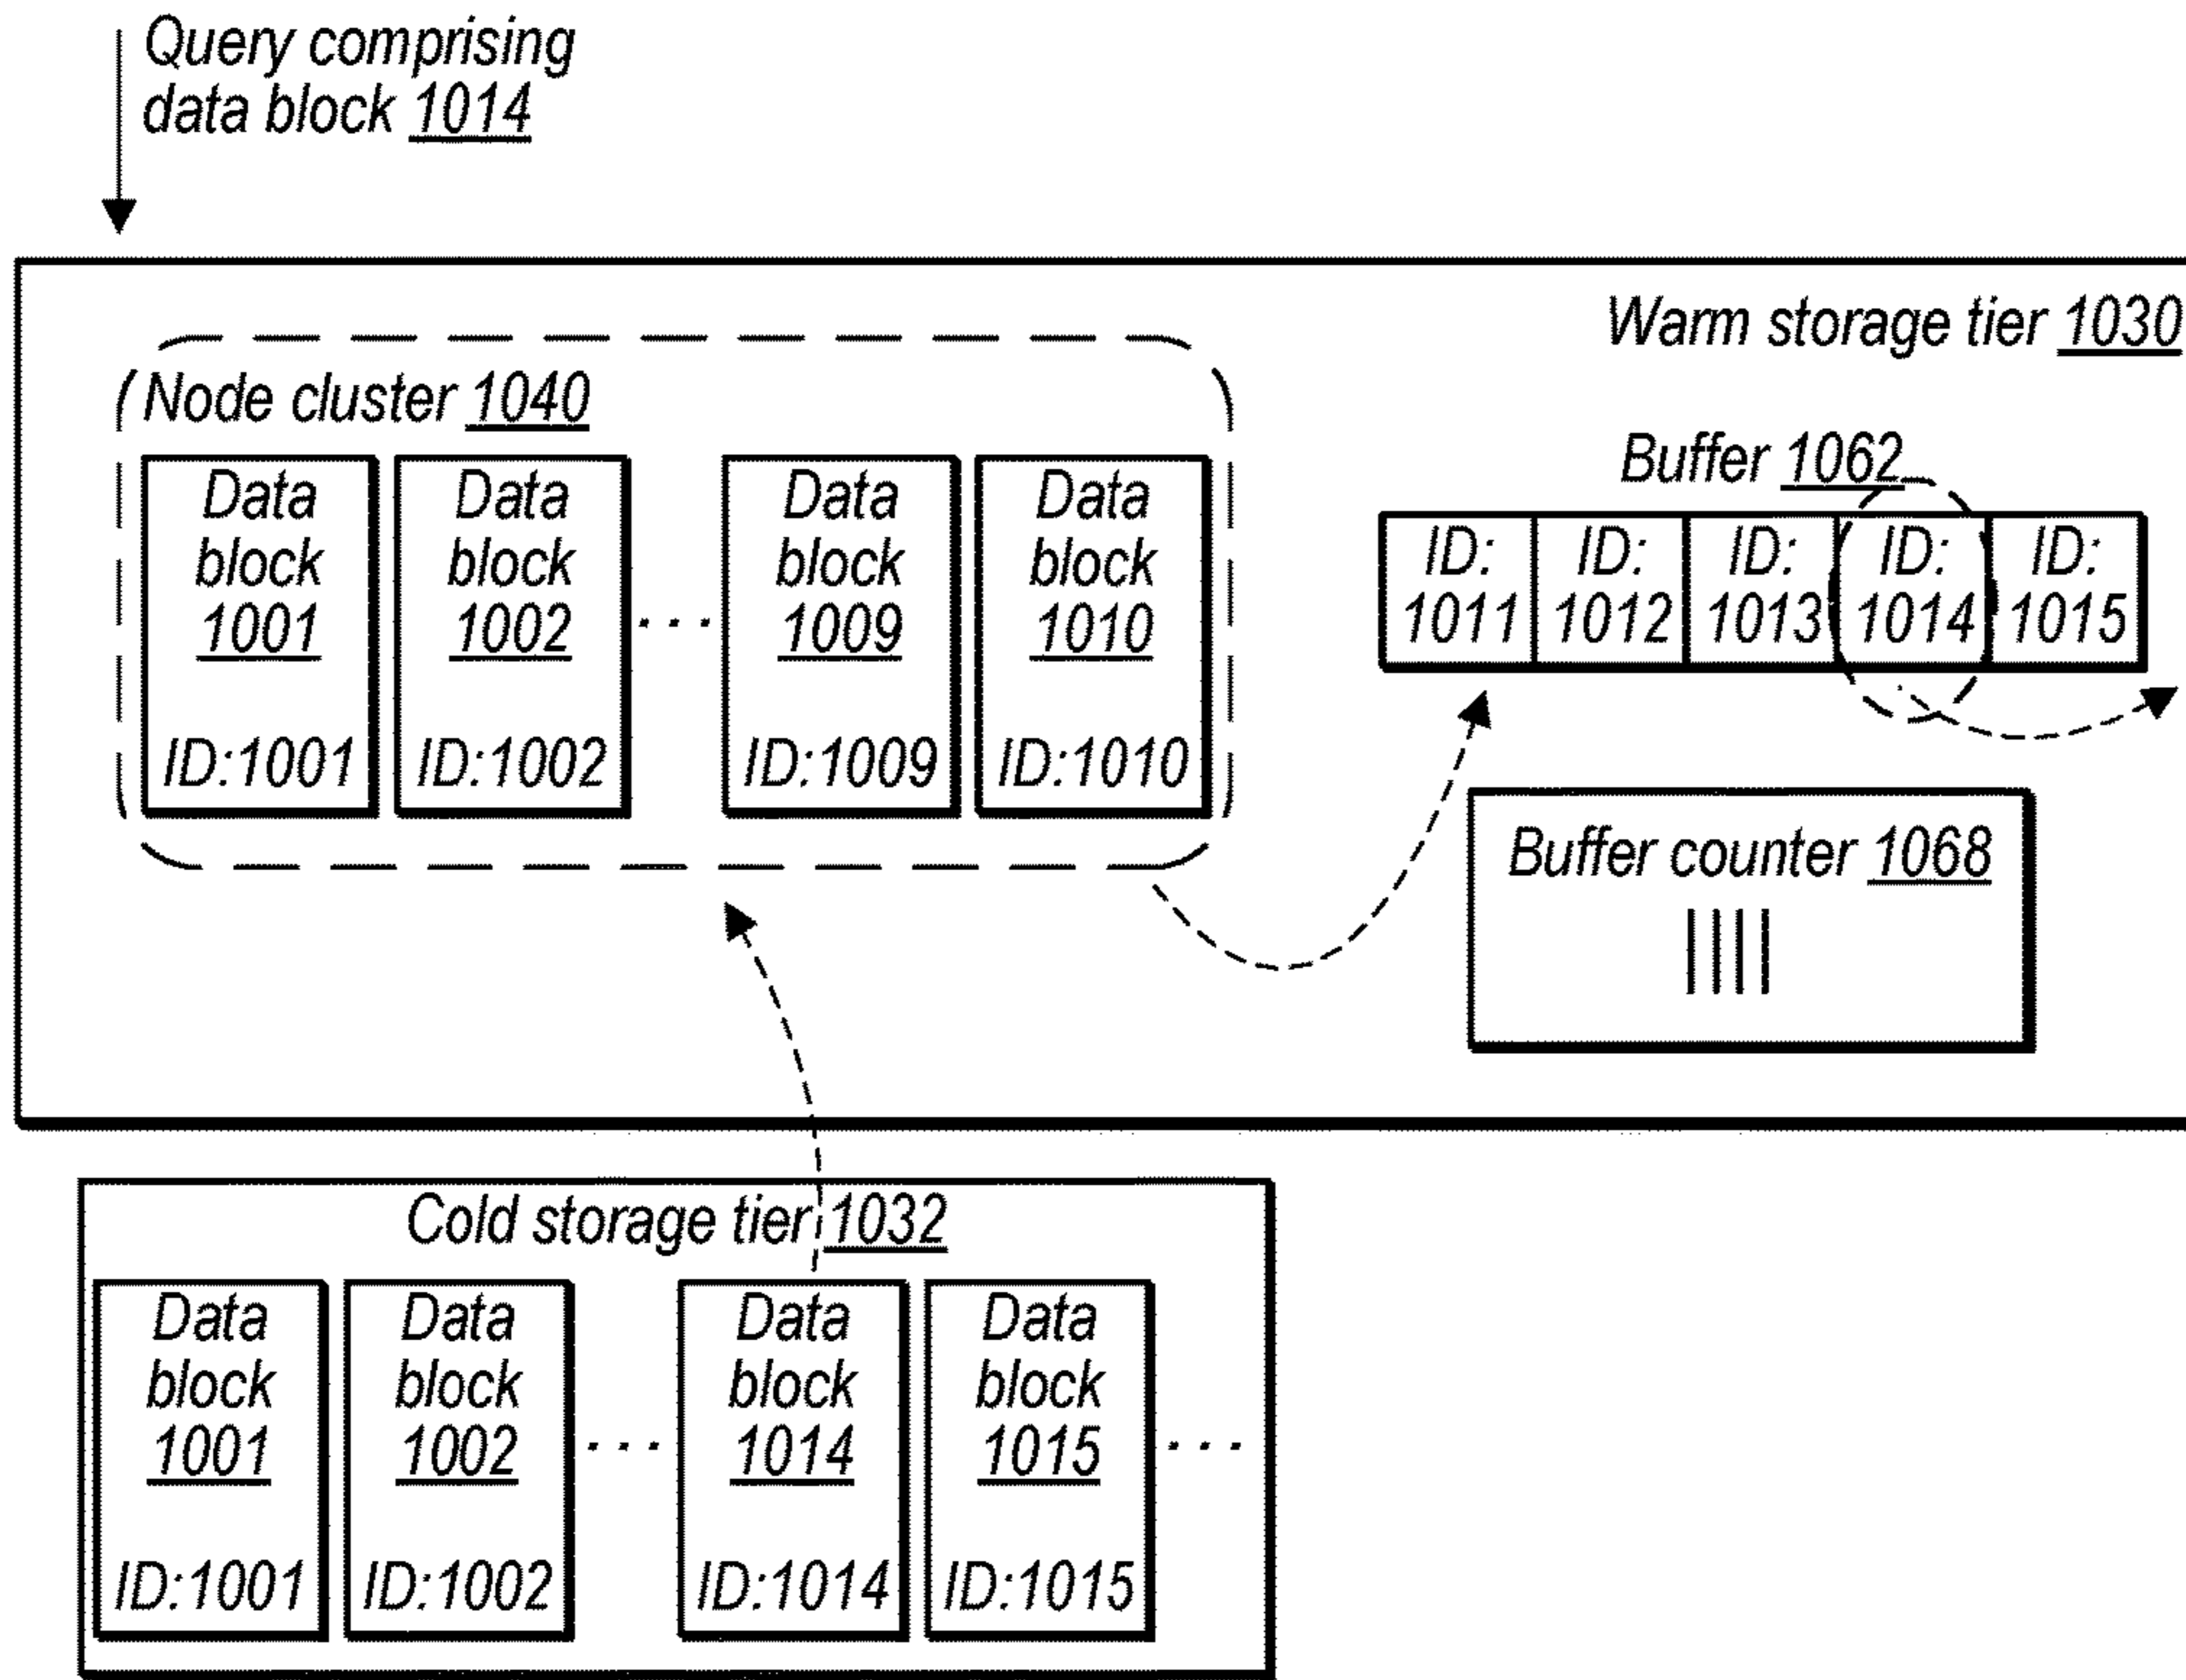 Query comprising
data block 1014
Warm storage tier 1030
Node cluster 1040
Data
block
1001
ID:1001
Data
block
1002
ID:1002
...
Data
block
1009
ID:1009
Data
block
1010
ID:1010
Buffer 1062
ID:
1011
ID:
1012
ID:
1013
ID:
1014
ID:
1015
Buffer counter 1068
||||
Cold storage tier 1032
Data
block
1001
ID:1001
Data
block
1002
ID:1002
...
Data
block
1014
ID:1014
Data
block
1015
ID:1015
...